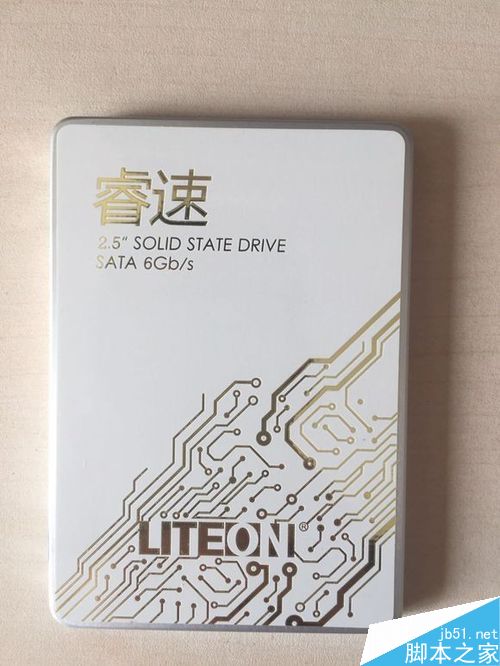 睿速
2.5" SOLID STATE DRIVE
SATA 6Gb/s
LITEON®
jb51.net
脚本之家